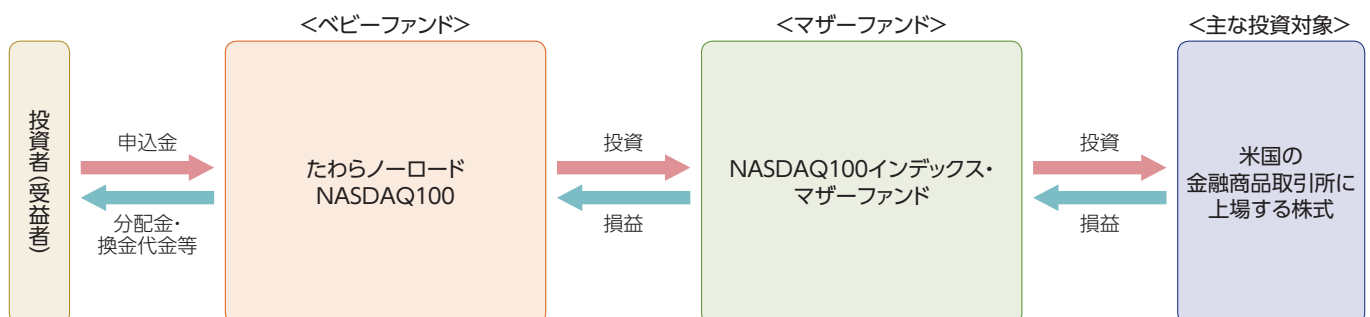 <ベビーファンド>
<マザーファンド>
<主な投資対象>
投資者(受益者)
申込金
分配金・
換金代金等
たわらノーロード
NASDAQ100
投資
損益
NASDAQ100インデックス・
マザーファンド
投資
損益
米国の
金融商品取引所に
上場する株式